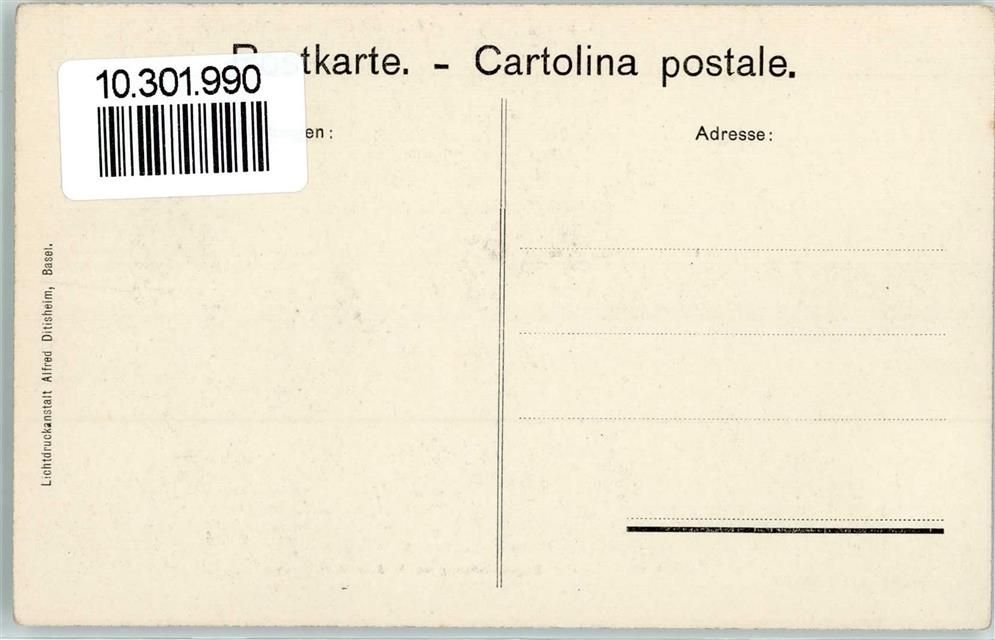 10.301.990
tkarte. - Cartolina postale.
en:
Adresse:
Lichtdruckanstalt Alfred Ditisheim, Basel.